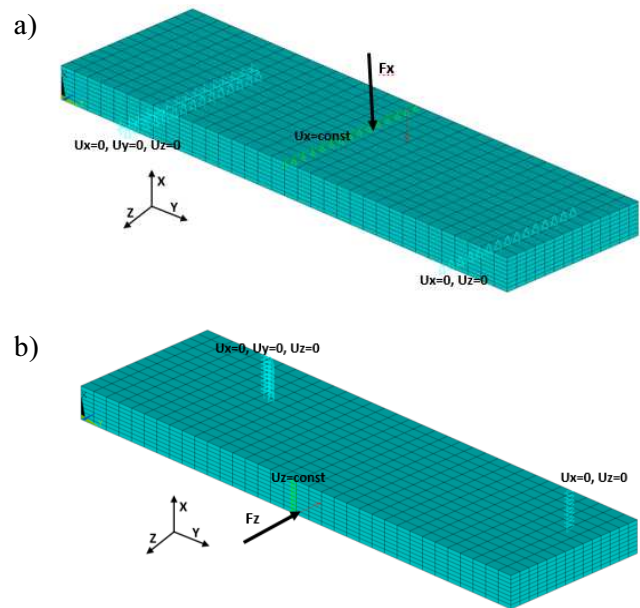 a)
Fx
Ux=const
Ux=0, Uy=0, Uz=0
X
Z
Y
Ux=0, Uz=0
b)
Ux=0, Uy=0, Uz=0
Uz=const
Ux=0, Uz=0
X
Z
Y
Fz